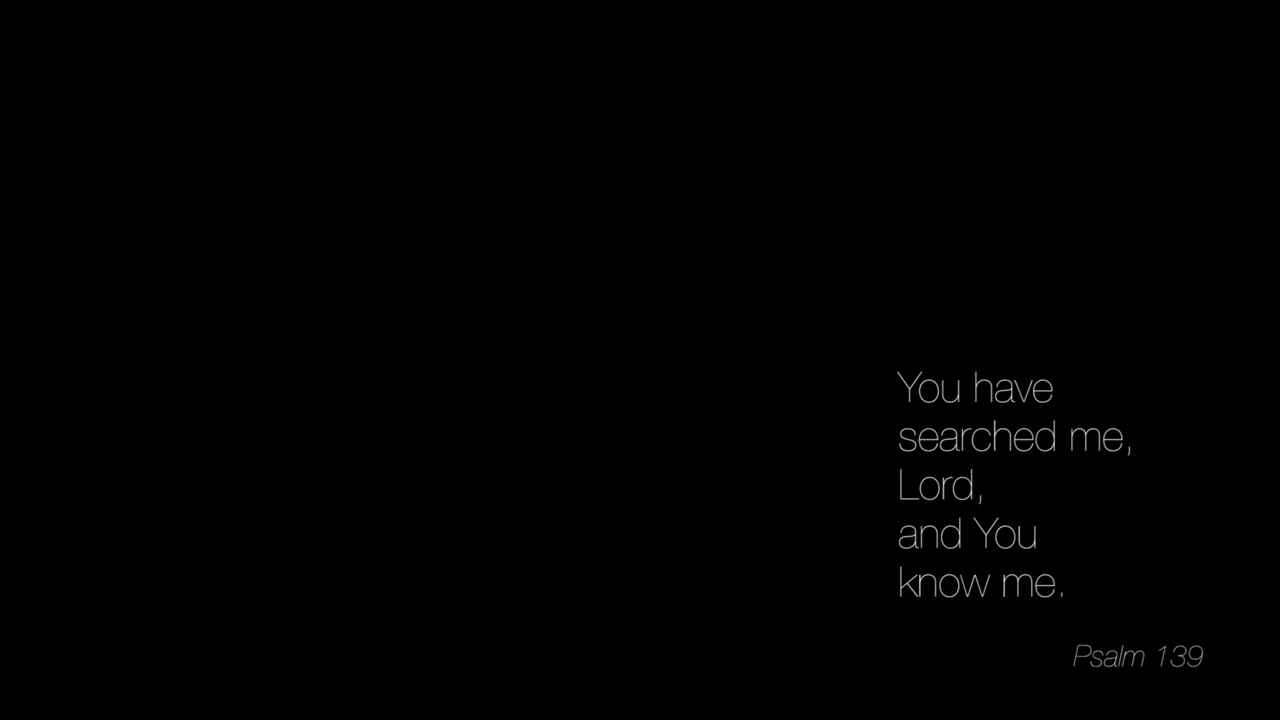 You have
searched me,
Lord,
and You
know me.
Psalm 139